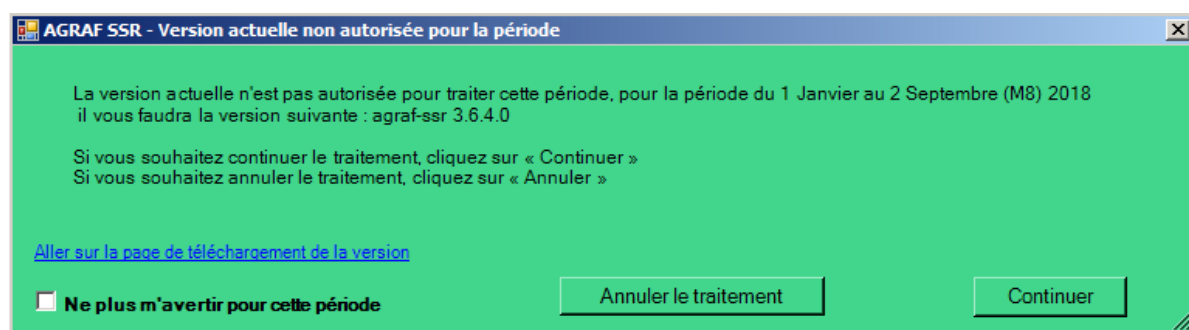 AGRAF SSR - Version actuelle non autorisée pour la période
La version actuelle n'est pas autorisée pour traiter cette période, pour la période du 1 Janvier au 2 Septembre (M8) 2018
il vous faudra la version suivante : agraf-ssr 3.6.4.0
Si vous souhaitez continuer le traitement, cliquez sur « Continuer »
Si vous souhaitez annuler le traitement, cliquez sur « Annuler »
Aller sur la page de téléchargement de la version
Ne plus m'avertir pour cette période
Annuler le traitement
Continuer